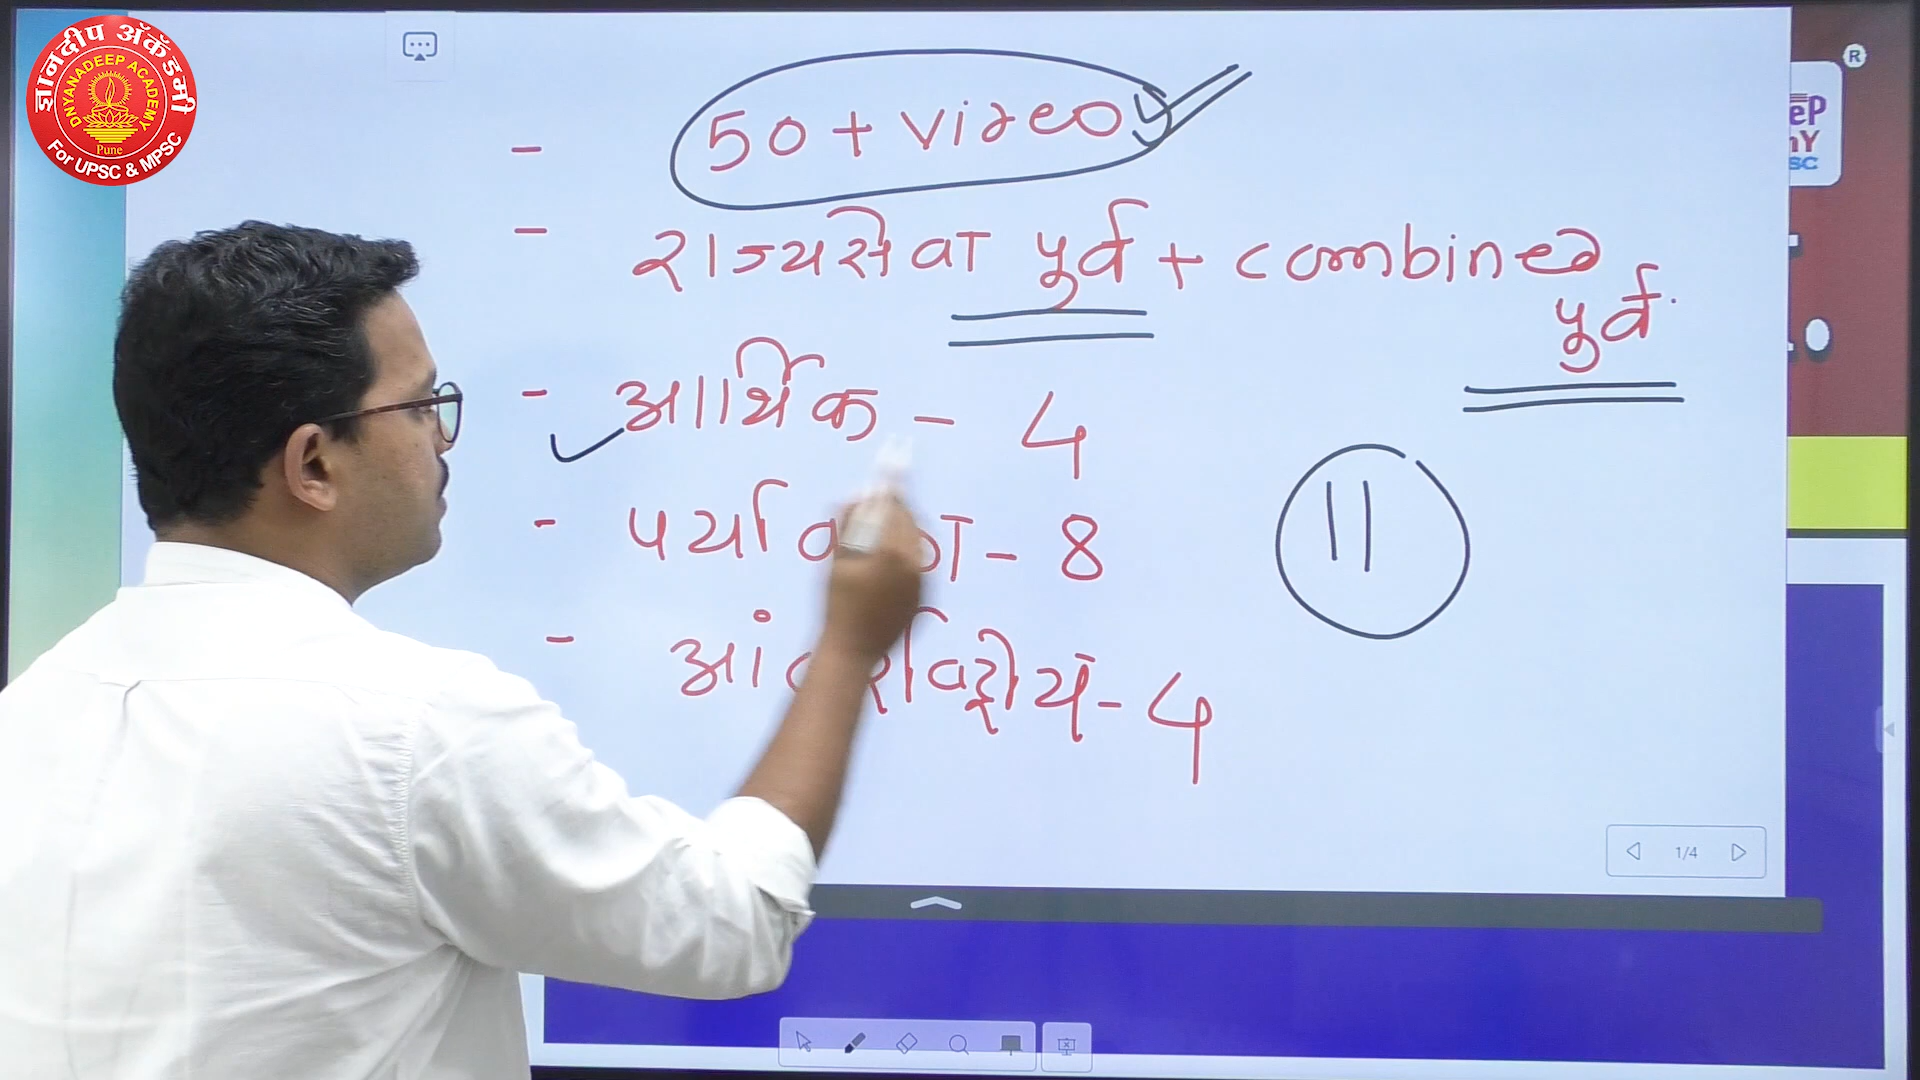 ज्ञानदीप ॲकॅडमी
DNYANADEEP ACADEMY
Pune
For UPSC & MPSC
R
- 50 + video
- राज्यसेवा पूर्व + combined
पूर्व
- आर्थिक - 4
11
- 8
- 4
1/4